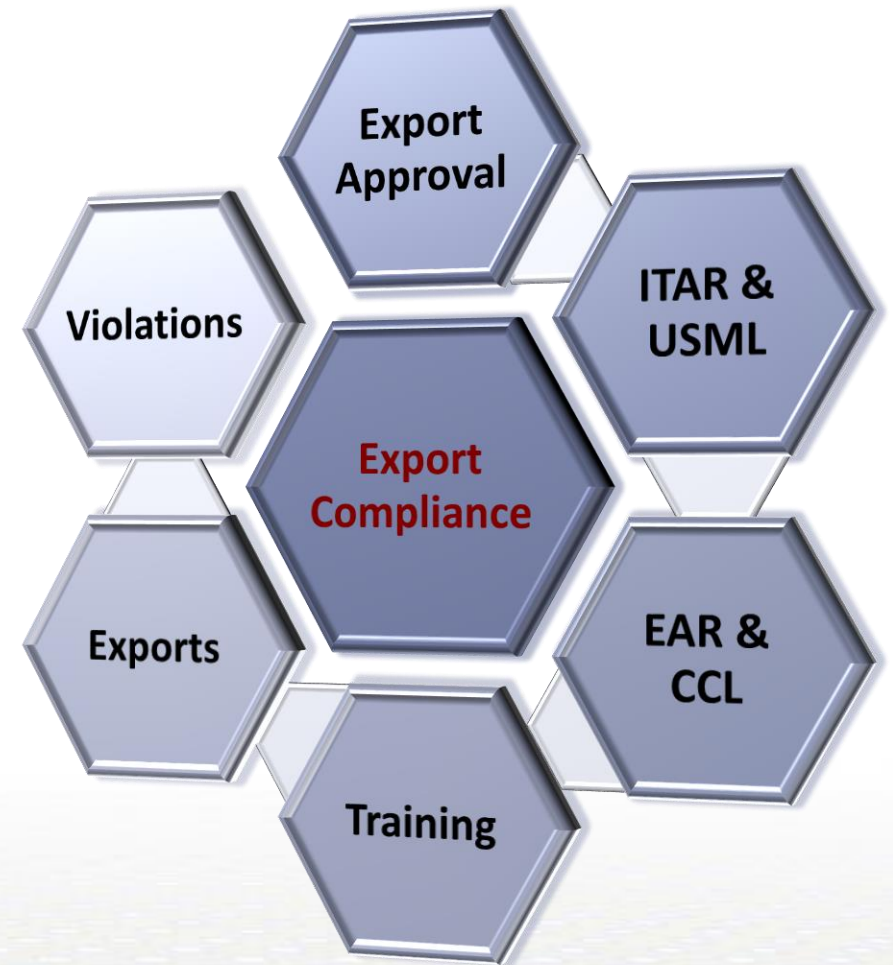 Export
Approval
ITAR &
USML
EAR &
CCL
Training
Exports
Violations
Export
Compliance